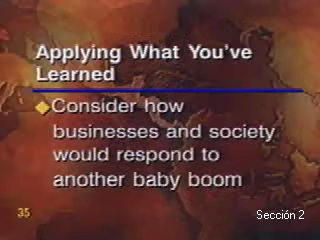 Applying What You've
Learned
Consider how
businesses and society
would respond to
another baby boom
35
Sección 2